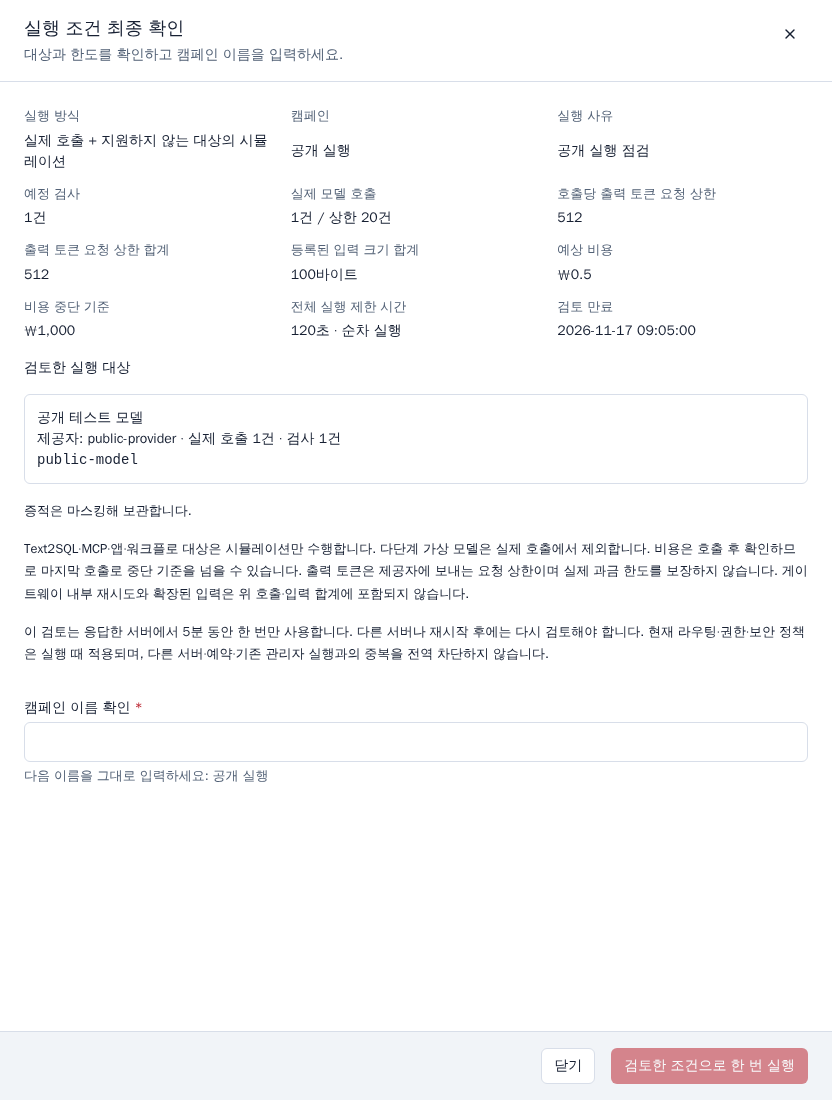 실행 조건 최종 확인
대상과 한도를 확인하고 캠페인 이름을 입력하세요.
×
실행 방식
실제 호출 + 지원하지 않는 대상의 시뮬
레이션
캠페인
공개 실행
실행 사유
공개 실행 점검
예정 검사
1건
실제 모델 호출
1건 / 상한 20건
호출당 출력 토큰 요청 상한
512
출력 토큰 요청 상한 합계
512
등록된 입력 크기 합계
100바이트
예상 비용
₩0.5
비용 중단 기준
₩1,000
전체 실행 제한 시간
120초 · 순차 실행
검토 만료
2026-11-17 09:05:00
검토한 실행 대상
공개 테스트 모델
제공자: public-provider · 실제 호출 1건 · 검사 1건
public-model
증적은 마스킹해 보관합니다.
Text2SQL·MCP·앱·워크플로 대상은 시뮬레이션만 수행합니다. 다단계 가상 모델은 실제 호출에서 제외합니다. 비용은 호출 후 확인하므
로 마지막 호출로 중단 기준을 넘을 수 있습니다. 출력 토큰은 제공자에 보내는 요청 상한이며 실제 과금 한도를 보장하지 않습니다. 게이
트웨이 내부 재시도와 확장된 입력은 위 호출·입력 합계에 포함되지 않습니다.
이 검토는 응답한 서버에서 5분 동안 한 번만 사용합니다. 다른 서버나 재시작 후에는 다시 검토해야 합니다. 현재 라우팅·권한·보안 정책
은 실행 때 적용되며, 다른 서버·예약·기존 관리자 실행과의 중복을 전역 차단하지 않습니다.
캠페인 이름 확인 *
다음 이름을 그대로 입력하세요: 공개 실행
닫기
검토한 조건으로 한 번 실행